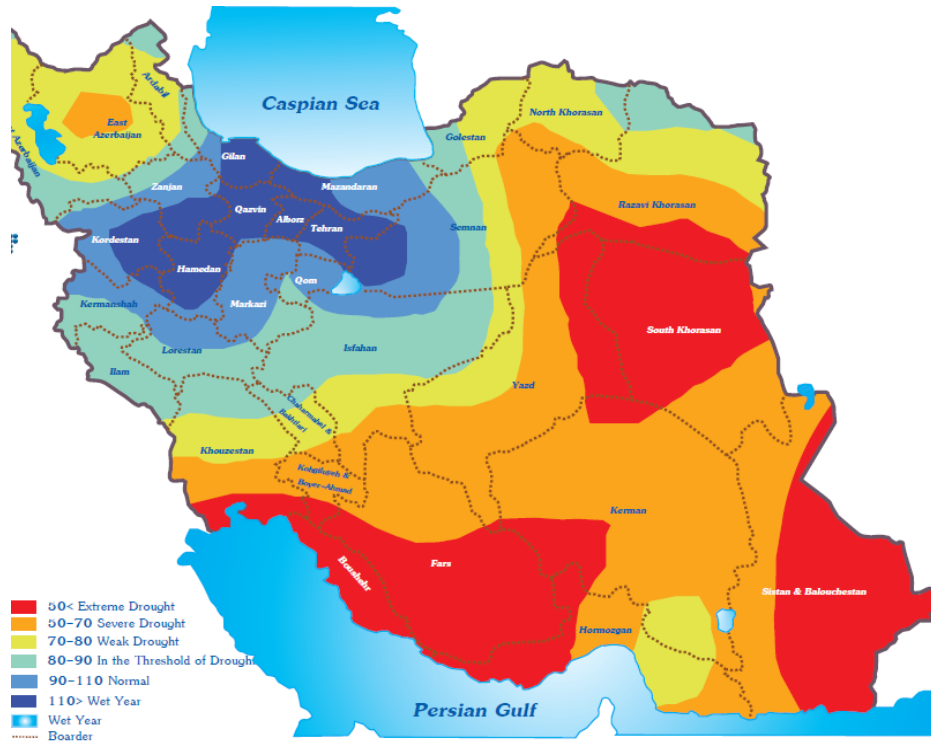 Caspian Sea
Ardabil
East
Azerbaijan
Azerbaijan
North Khorasan
Golestan
Gilan
Zanjan
Mazandaran
Qazvin
Alborz
Tehran
Razavi Khorasan
Semnan
Kordestan
Hamedan
Qom
Markazi
Kermanshah
South Khorasan
Lorestan
Isfahan
Ilam
Yazd
Bakhtiari
Khouzestan
Boyer-Ahmad
Kerman
Fars
Boushehr
Sistan & Balouchestan
Hormozgan
Persian Gulf
50< Extreme Drought
50-70 Severe Drought
70-80 Weak Drought
80-90 In the Threshold of Drought
90-110 Normal
110> Wet Year
Wet Year
Boarder